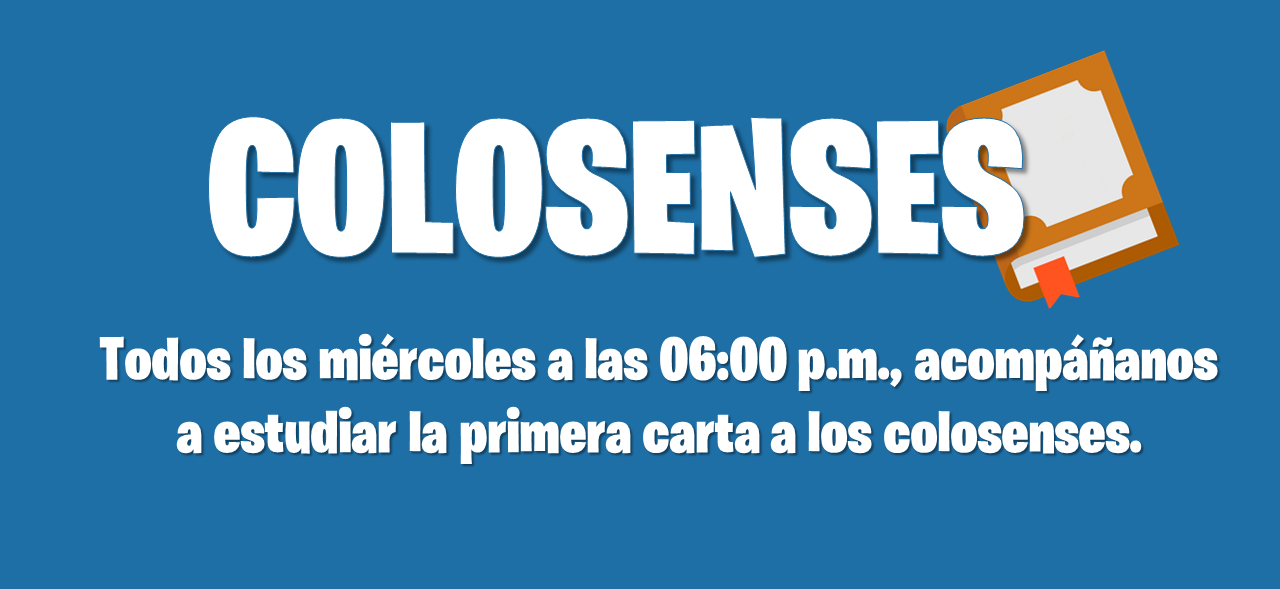 COLOSENSES
Todos los miércoles a las 06:00 p.m., acompáñanos
a estudiar la primera carta a los colosenses.